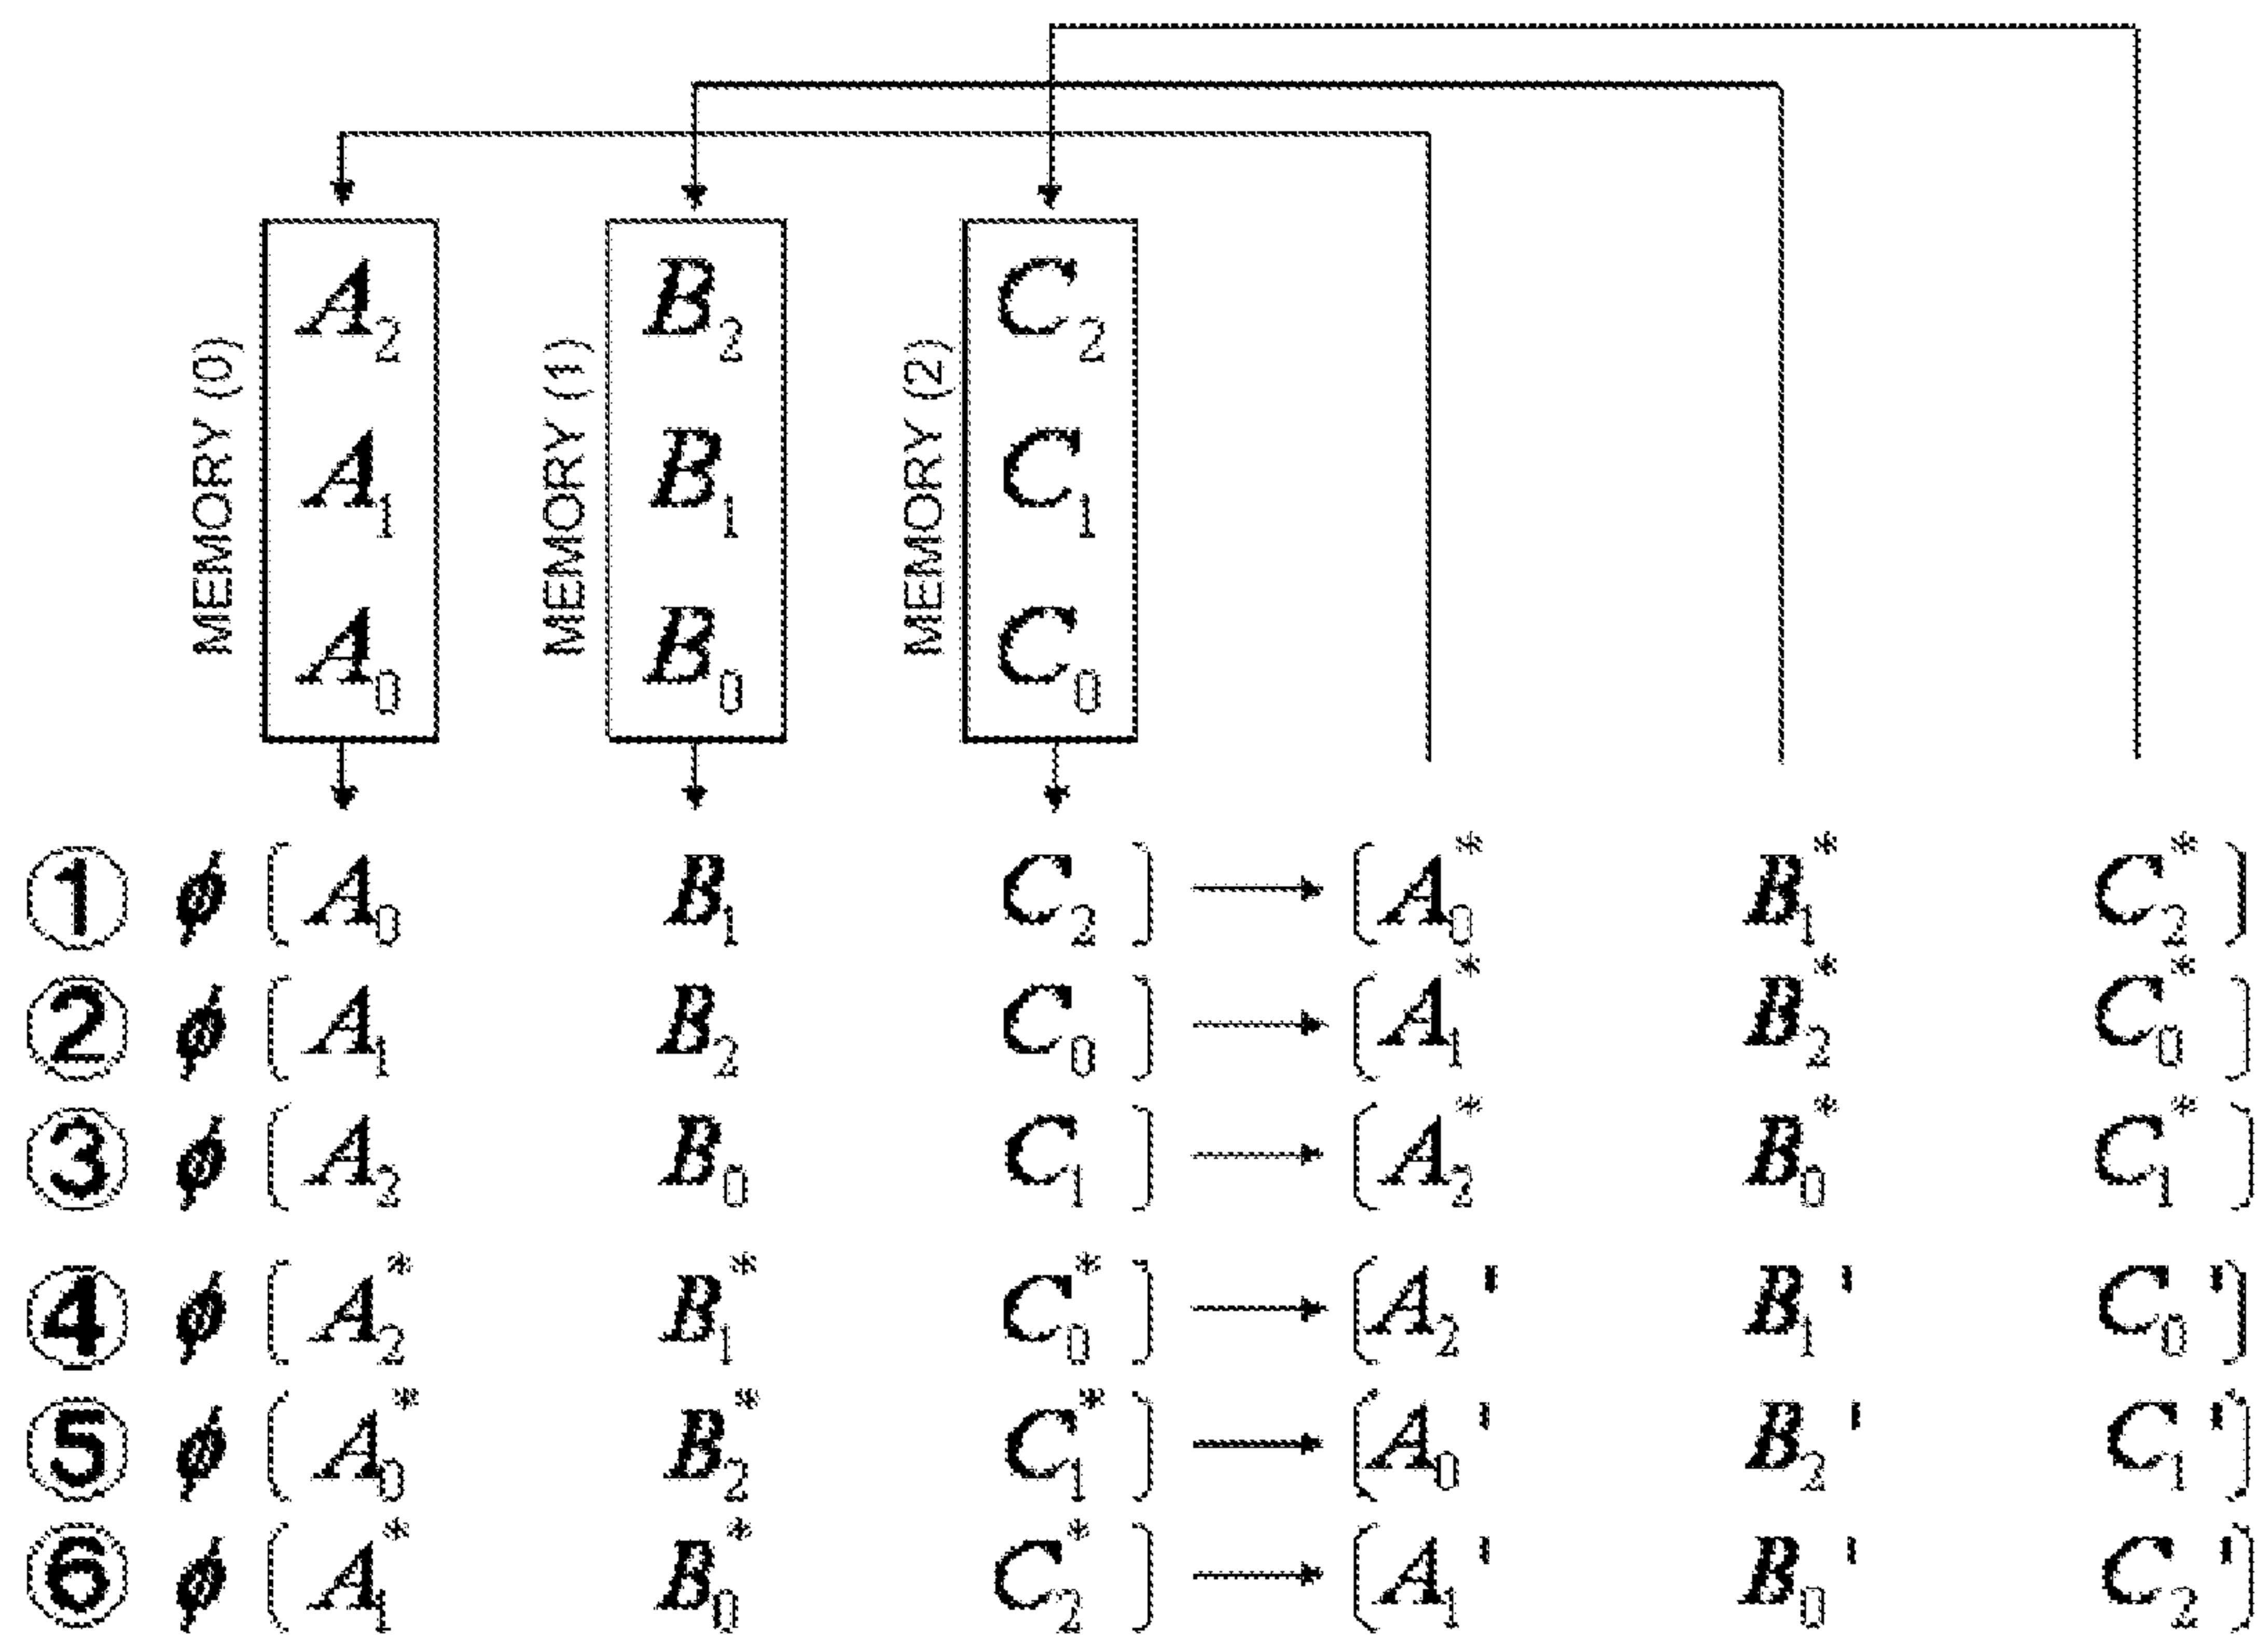 A₂ B₂ C₂
MEMORY (0) MEMORY (1) MEMORY (2)
A₁ B₁ C₁
A₀ B₀ C₀
① ϕ [A₀ B₁ C₂] → [A₀* B₁* C₂*]
② ϕ [A₁ B₂ C₀] → [A₁* B₂* C₀*]
③ ϕ [A₂ B₀ C₁] → [A₂* B₀* C₁*]
④ ϕ [A₂* B₁* C₀*] → [A₂' B₁' C₀']
⑤ ϕ [A₀* B₂* C₁*] → [A₀' B₂' C₁']
⑥ ϕ [A₁* B₀* C₂*] → [A₁' B₀' C₂']